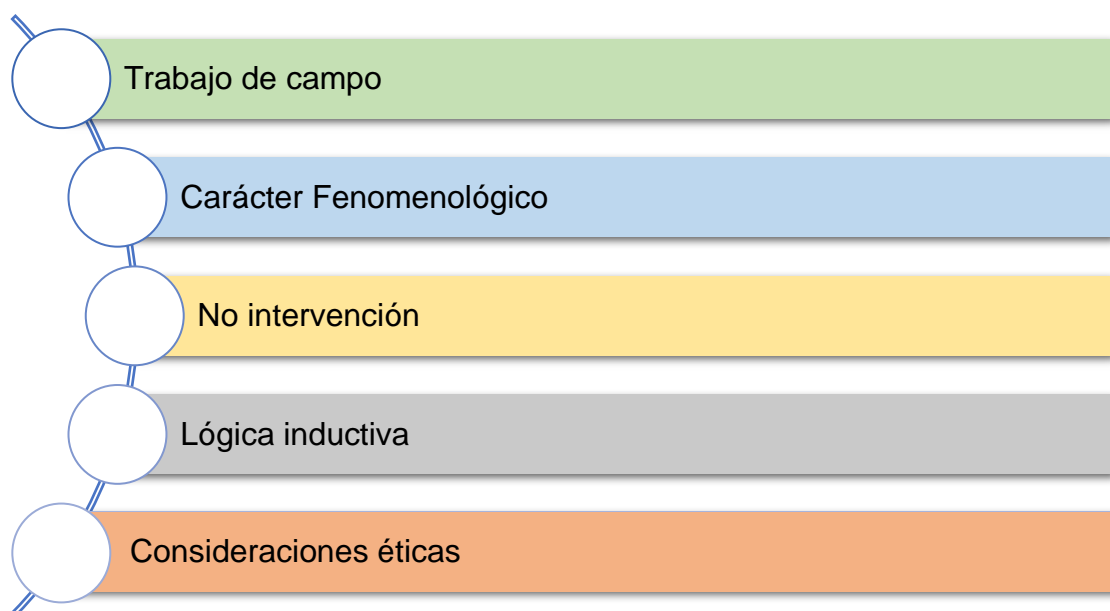 Trabajo de campo
Carácter Fenomenológico
No intervención
Lógica inductiva
Consideraciones éticas